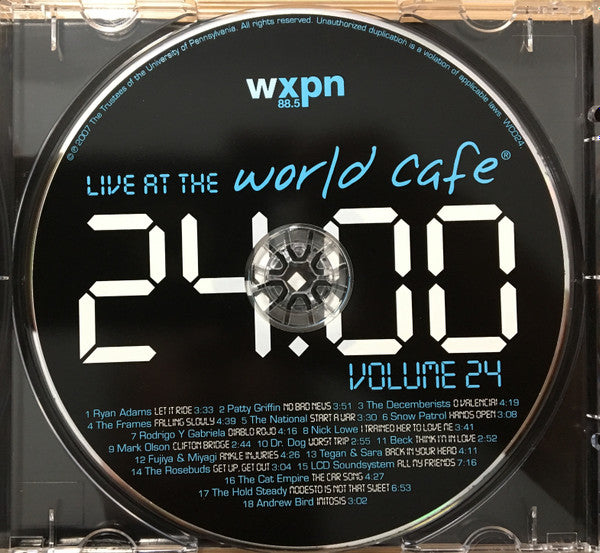 © ℗ 2007 The Trustees of the University of Pennsylvania. All rights reserved. Unauthorized duplication is a violation of applicable laws. WC024
wxpn
88.5
LIVE AT THE world cafe®
24:00
VOLUME 24
1 Ryan Adams LET IT RIDE 3:33 2 Patty Griffin NO BAD NEWS 3:51 3 The Decemberists O VALENCIA! 4:19
4 The Frames FALLING SLOWLY 4:39 5 The National START A WAR 3:30 6 Snow Patrol HANDS OPEN 3:08
7 Rodrigo Y Gabriela DIABLO ROJO 4:16 8 Nick Lowe I TRAINED HER TO LOVE ME 3:11
9 Mark Olson CLIFTON BRIDGE 2:44 10 Dr. Dog WORST TRIP 2:55 11 Beck THINK I'M IN LOVE 2:52
12 Fujiya & Miyagi ANKLE INJURIES 4:26 13 Tegan & Sara BACK IN YOUR HEAD 4:11
14 The Rosebuds GET UP, GET OUT 3:04 15 LCD Soundsystem ALL MY FRIENDS 7:16
16 The Cat Empire THE CAR SONG 4:27
17 The Hold Steady MODESTO IS NOT THAT SWEET 6:53
18 Andrew Bird IMITOSIS 3:02